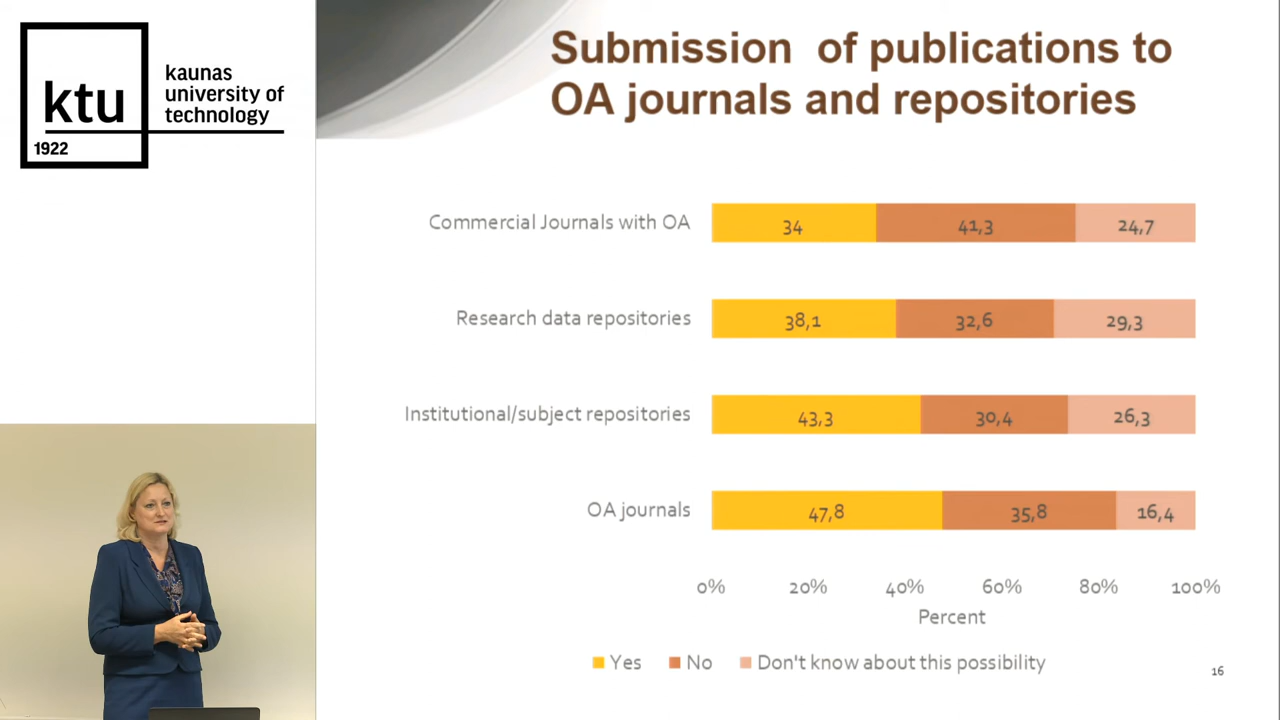 ktu
1922
kaunas
university of
technology
Submission of publications to
OA journals and repositories
Commercial Journals with OA
34
41,3
24,7
Research data repositories
38,1
32,6
29,3
Institutional/subject repositories
43,3
30,4
26,3
OA journals
47,8
35,8
16,4
0%
20%
40%
60%
80%
100%
Percent
Yes
No
Don't know about this possibility
16